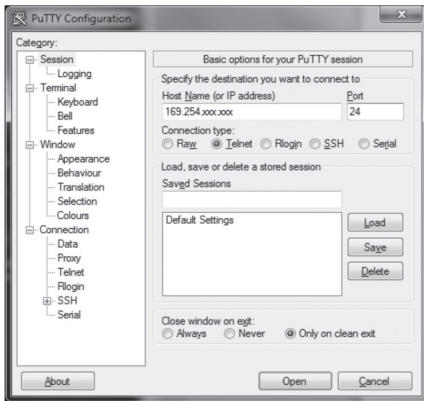 PuTTY Configuration
Category:
Session
Logging
Terminal
Keyboard
Bell
Features
Window
Appearance
Behaviour
Translation
Selection
Colours
Connection
Data
Proxy
Telnet
Rlogin
SSH
Serial
Basic options for your PuTTY session
Specify the destination you want to connect to
Host Name (or IP address) Port
169.254.xxx.xxx 24
Connection type:
Raw Telnet Rlogin SSH Serial
Load, save or delete a stored session
Saved Sessions
Default Settings
Load
Save
Delete
Close window on exit:
Always Never Only on clean exit
About Open Cancel